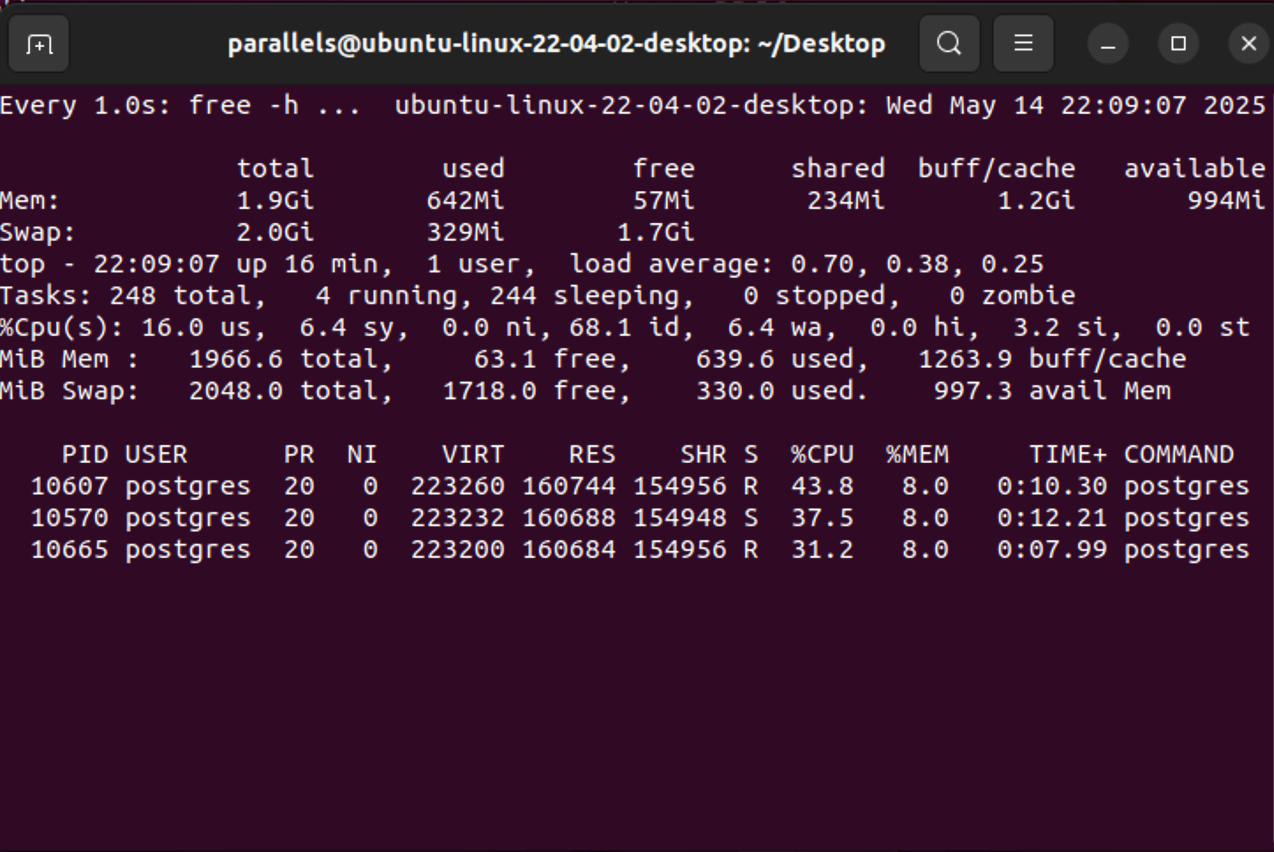 parallels@ubuntu-linux-22-04-02-desktop: ~/Desktop
Every 1.0s: free -h ...  ubuntu-linux-22-04-02-desktop: Wed May 14 22:09:07 2025
               total        used        free      shared  buff/cache   available
Mem:           1.9Gi       642Mi        57Mi       234Mi       1.2Gi       994Mi
Swap:          2.0Gi       329Mi       1.7Gi
top - 22:09:07 up 16 min,  1 user,  load average: 0.70, 0.38, 0.25
Tasks: 248 total,   4 running, 244 sleeping,   0 stopped,   0 zombie
%Cpu(s): 16.0 us,  6.4 sy,  0.0 ni, 68.1 id,  6.4 wa,  0.0 hi,  3.2 si,  0.0 st
MiB Mem :   1966.6 total,     63.1 free,    639.6 used,   1263.9 buff/cache
MiB Swap:   2048.0 total,   1718.0 free,    330.0 used.    997.3 avail Mem
    PID USER      PR  NI    VIRT    RES    SHR S  %CPU  %MEM     TIME+ COMMAND
  10607 postgres  20   0  223260 160744 154956 R  43.8   8.0   0:10.30 postgres
  10570 postgres  20   0  223232 160688 154948 S  37.5   8.0   0:12.21 postgres
  10665 postgres  20   0  223200 160684 154956 R  31.2   8.0   0:07.99 postgres